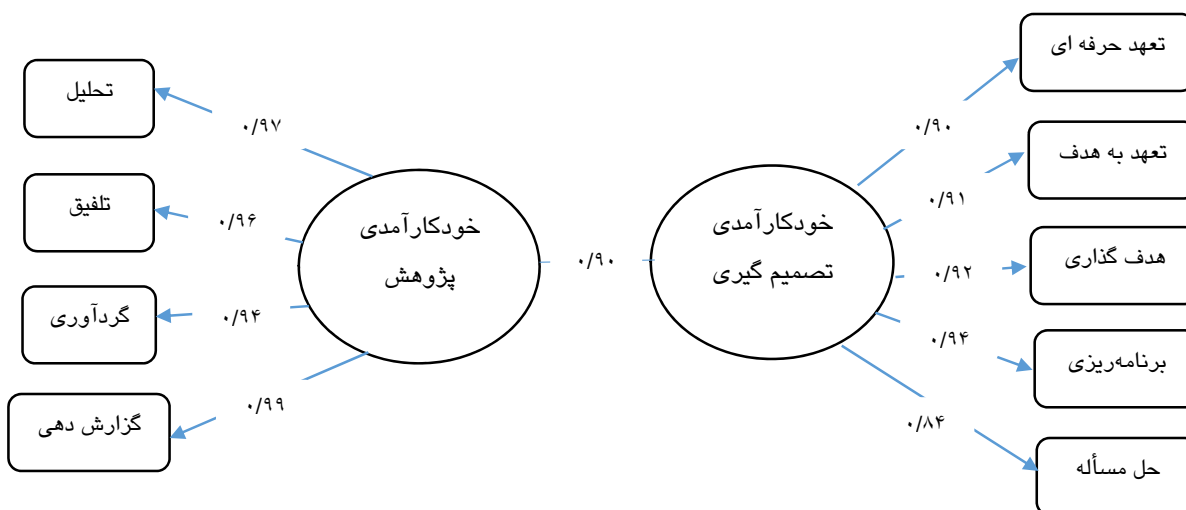 تعهد حرفه ای
تعهد به هدف
هدف گذاری
برنامه‌ریزی
حل مسأله
۰/۹۰
۰/۹۱
۰/۹۲
۰/۹۴
۰/۸۴
خودکارآمدی
تصمیم گیری
۰/۹۰
خودکارآمدی
پژوهش
۰/۹۷
۰/۹۶
۰/۹۴
۰/۹۹
تحلیل
تلفیق
گردآوری
گزارش دهی